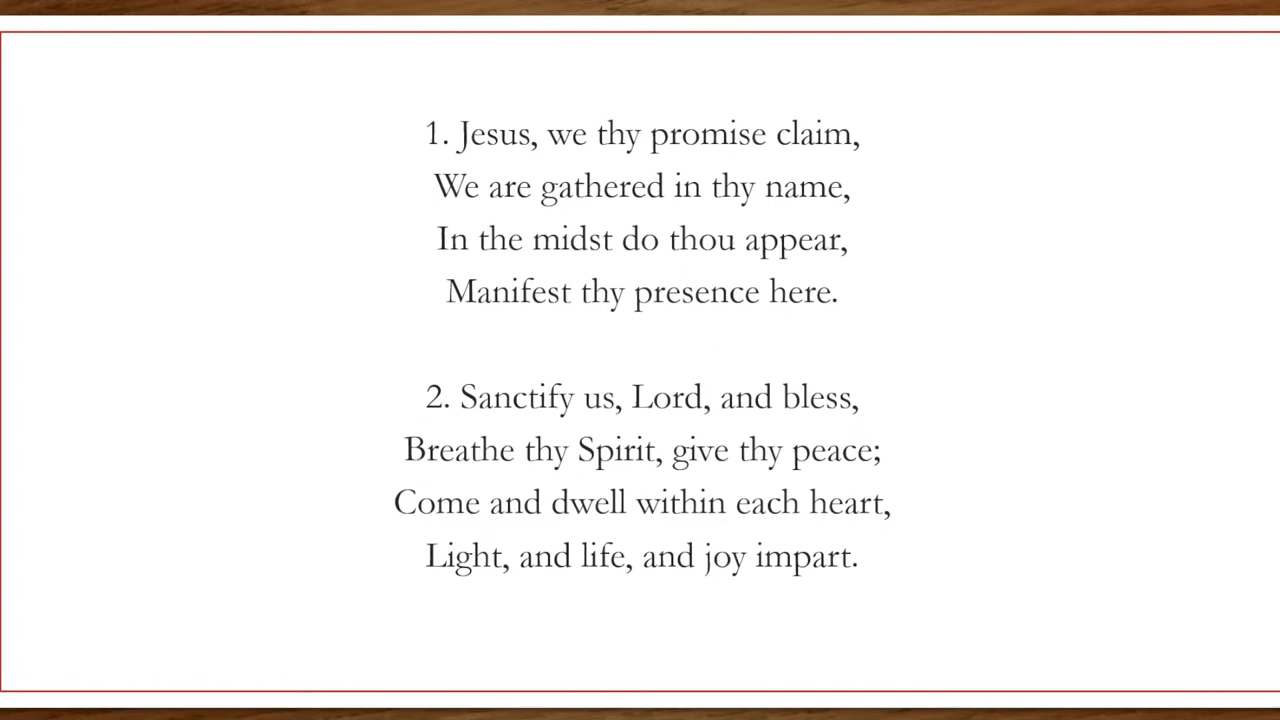 1. Jesus, we thy promise claim,
We are gathered in thy name,
In the midst do thou appear,
Manifest thy presence here.
2. Sanctify us, Lord, and bless,
Breathe thy Spirit, give thy peace;
Come and dwell within each heart,
Light, and life, and joy impart.